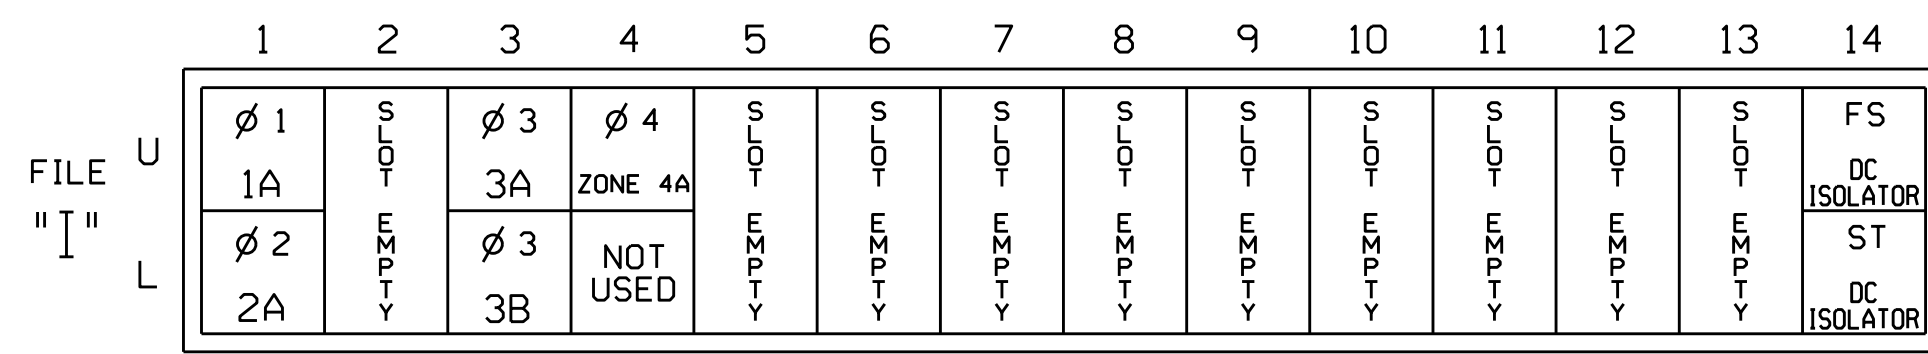 1 2 3 4 5 6 7 8 9 10 11 12 13 14
FILE
"I"
U
L
Ø 1
1A
Ø 2
2A
SLOT EMPTY
Ø 3
3A
Ø 3
3B
Ø 4
ZONE 4A
NOT
USED
SLOT EMPTY
SLOT EMPTY
SLOT EMPTY
SLOT EMPTY
SLOT EMPTY
SLOT EMPTY
SLOT EMPTY
SLOT EMPTY
SLOT EMPTY
FS
DC
ISOLATOR
ST
DC
ISOLATOR